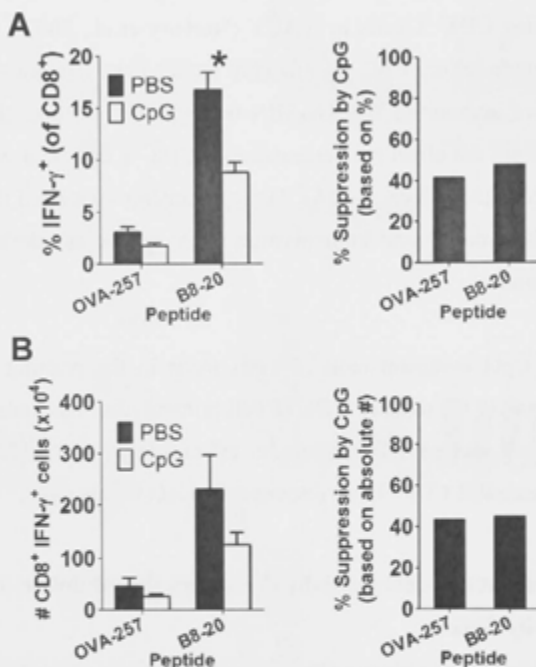 A
% IFN-γ⁺ (of CD8⁺)
20
15
10
5
0
*
PBS
CpG
OVA-257
B8-20
Peptide
% Suppression by CpG
(based on %)
100
80
60
40
20
0
OVA-257
B8-20
Peptide
B
# CD8⁺ IFN-γ⁺ cells (x10⁴)
400
300
200
100
0
PBS
CpG
OVA-257
B8-20
Peptide
% Suppression by CpG
(based on absolute #)
100
80
60
40
20
0
OVA-257
B8-20
Peptide